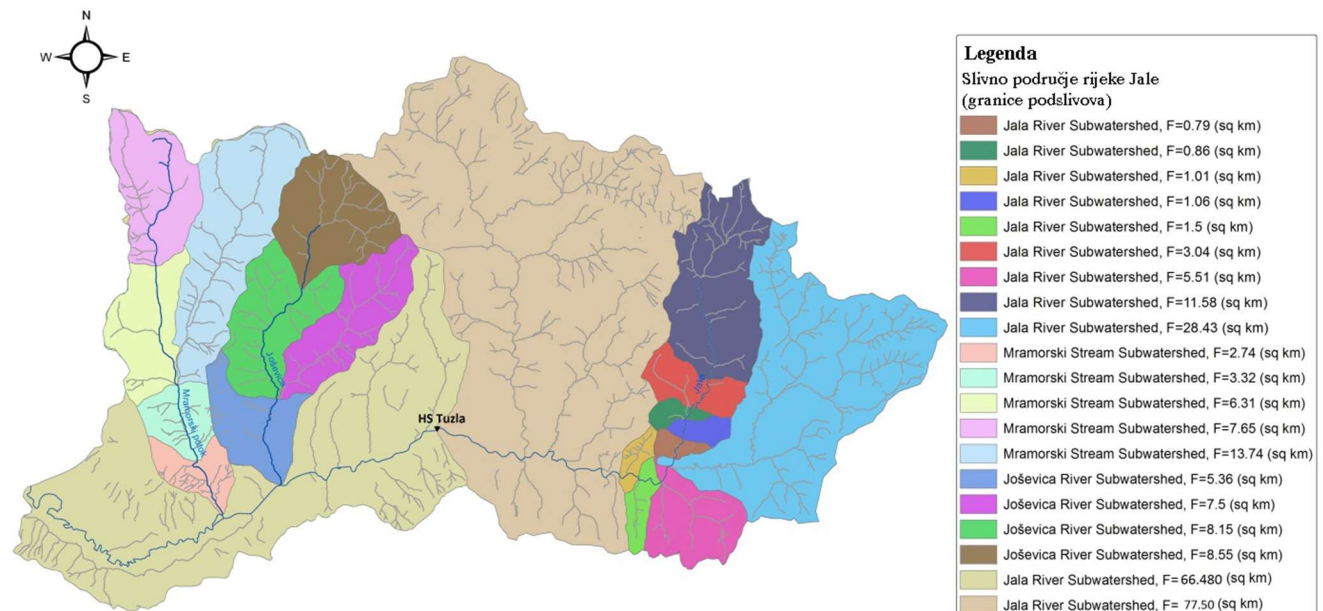 N
W
E
S
HS Tuzla
Joševica
Mramorski potok
Jala
Legenda
Slivno područje rijeke Jale
(granice podslivova)
Jala River Subwatershed, F=0.79 (sq km)
Jala River Subwatershed, F=0.86 (sq km)
Jala River Subwatershed, F=1.01 (sq km)
Jala River Subwatershed, F=1.06 (sq km)
Jala River Subwatershed, F=1.5 (sq km)
Jala River Subwatershed, F=3.04 (sq km)
Jala River Subwatershed, F=5.51 (sq km)
Jala River Subwatershed, F=11.58 (sq km)
Jala River Subwatershed, F=28.43 (sq km)
Mramorski Stream Subwatershed, F=2.74 (sq km)
Mramorski Stream Subwatershed, F=3.32 (sq km)
Mramorski Stream Subwatershed, F=6.31 (sq km)
Mramorski Stream Subwatershed, F=7.65 (sq km)
Mramorski Stream Subwatershed, F=13.74 (sq km)
Joševica River Subwatershed, F=5.36 (sq km)
Joševica River Subwatershed, F=7.5 (sq km)
Joševica River Subwatershed, F=8.15 (sq km)
Joševica River Subwatershed, F=8.55 (sq km)
Jala River Subwatershed, F=66.480 (sq km)
Jala River Subwatershed, F= 77.50 (sq km)